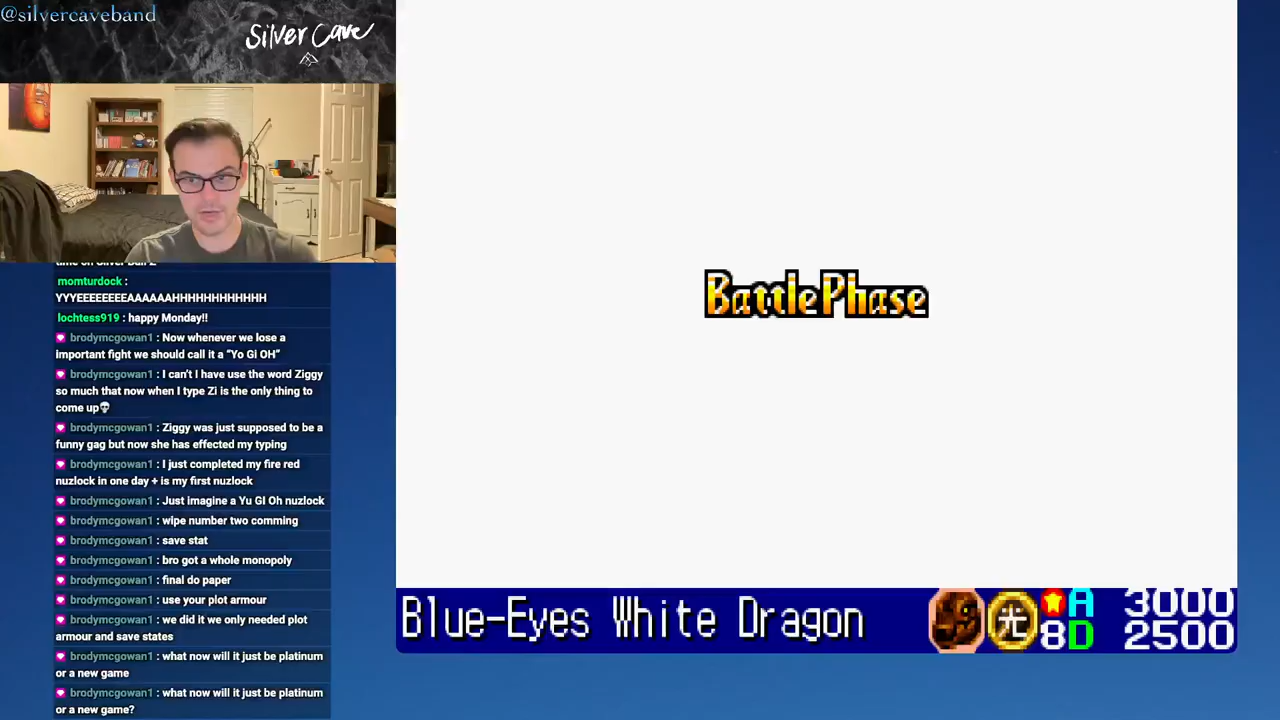 @silvercaveband
Silver Cave
momturdock :
YYYEEEEEEEEAAAAAAHHHHHHHHHHHH
lochtess919 : happy Monday!!
brodymcgowan1 : Now whenever we lose a
important fight we should call it a “Yo Gi OH”
brodymcgowan1 : I can’t I have use the word Ziggy
so much that now when I type Zi is the only thing to
come up💀
brodymcgowan1 : Ziggy was just supposed to be a
funny gag but now she has effected my typing
brodymcgowan1 : I just completed my fire red
nuzlock in one day + is my first nuzlock
brodymcgowan1 : Just imagine a Yu GI Oh nuzlock
brodymcgowan1 : wipe number two comming
brodymcgowan1 : save stat
brodymcgowan1 : bro got a whole monopoly
brodymcgowan1 : final do paper
brodymcgowan1 : use your plot armour
brodymcgowan1 : we did it we only needed plot
armour and save states
brodymcgowan1 : what now will it just be platinum
or a new game
brodymcgowan1 : what now will it just be platinum
or a new game?
BattlePhase
Blue-Eyes White Dragon
光
A 3000
8 D 2500